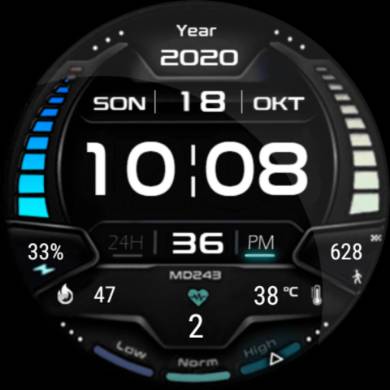 Year
2020
SON 18 OKT
10:08
33% 24H 36 PM 628
MD243
47 38 °C
2
Low Norm High